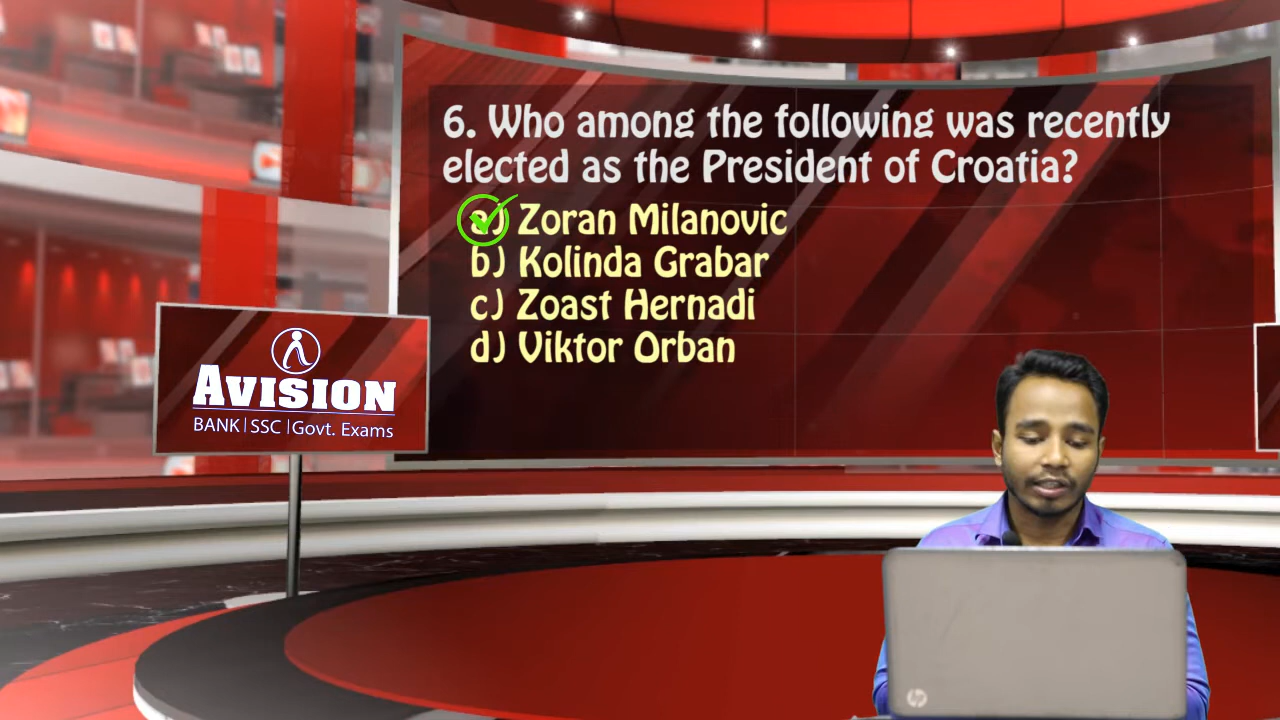 6. Who among the following was recently
elected as the President of Croatia?
a) Zoran Milanovic
b) Kolinda Grabar
c) Zoast Hernadi
d) Viktor Orban
AVISION
BANK | SSC | Govt. Exams
hp